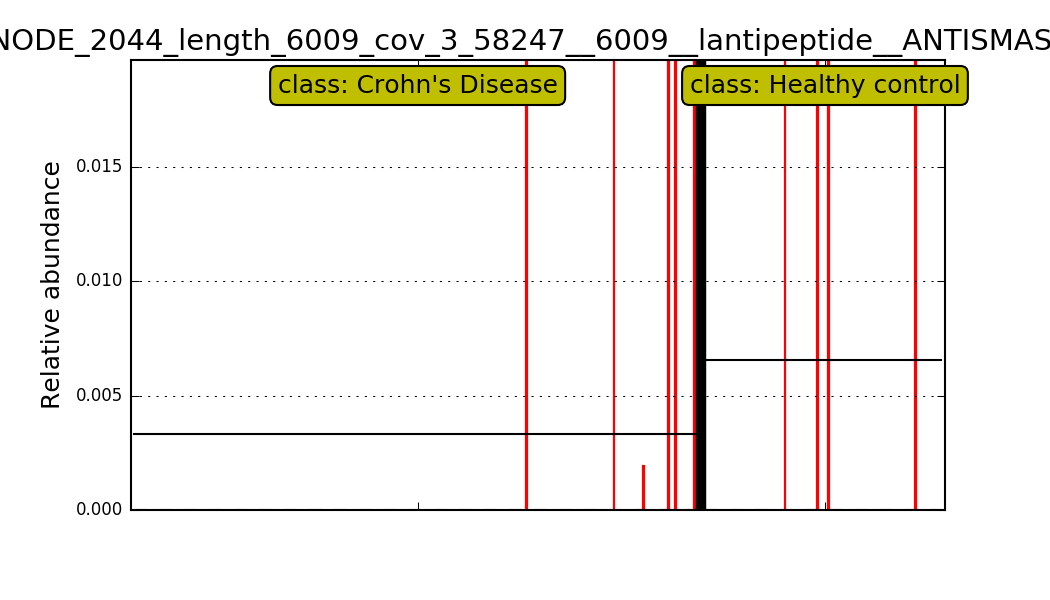 NODE_2044_length_6009_cov_3_58247__6009__lantipeptide__ANTISMAS
class: Crohn's Disease
class: Healthy control
Relative abundance
0.015
0.010
0.005
0.000